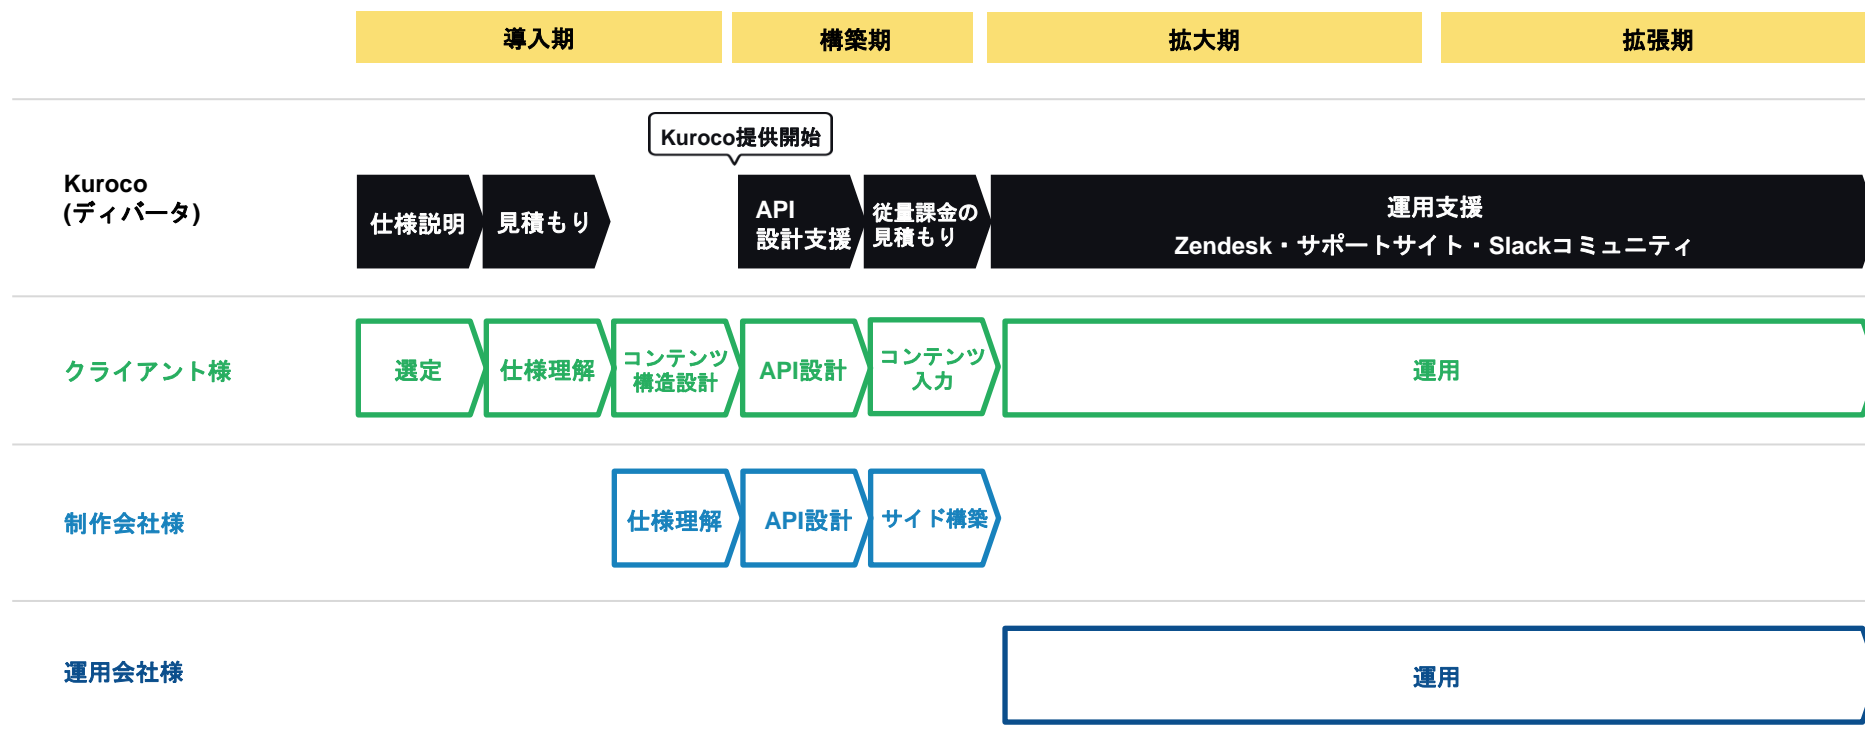 導入期
構築期
拡大期
拡張期
Kuroco提供開始
Kuroco
(ディバータ)
仕様説明
見積もり
API
設計支援
従量課金の
見積もり
運用支援
Zendesk・サポートサイト・Slackコミュニティ
クライアント様
選定
仕様理解
コンテンツ
構造設計
API設計
コンテンツ
入力
運用
制作会社様
仕様理解
API設計
サイド構築
運用会社様
運用